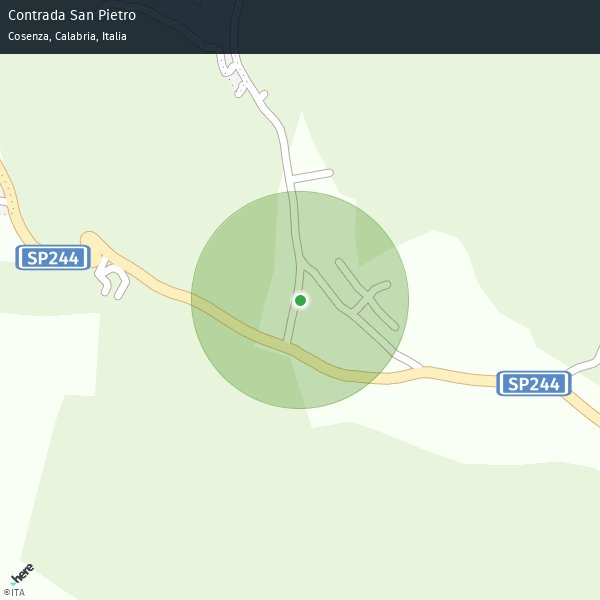 Contrada San Pietro
Cosenza, Calabria, Italia
SP244
SP244
here
©ITA